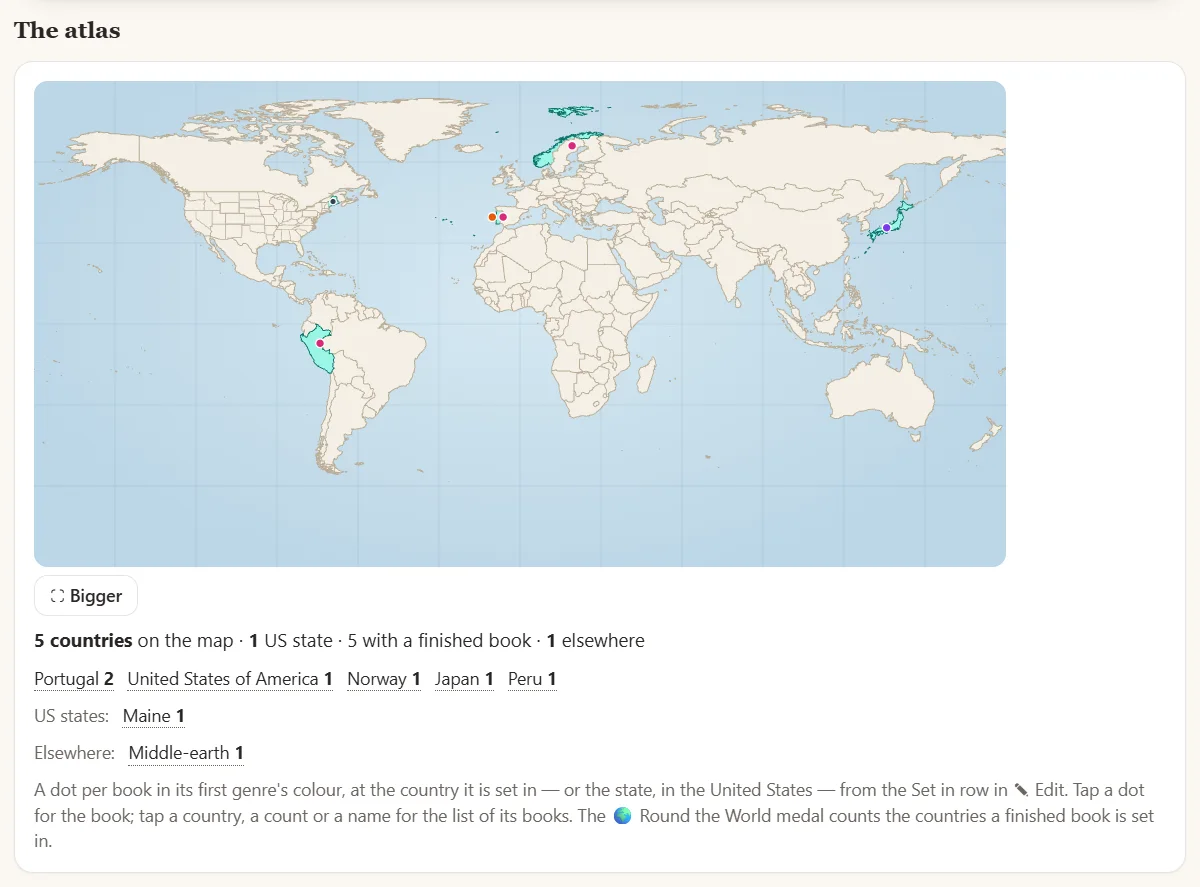 The atlas
Bigger
5 countries on the map · 1 US state · 5 with a finished book · 1 elsewhere
Portugal 2 United States of America 1 Norway 1 Japan 1 Peru 1
US states: Maine 1
Elsewhere: Middle-earth 1
A dot per book in its first genre's colour, at the country it is set in — or the state, in the United States — from the Set in row in ✎ Edit. Tap a dot
for the book; tap a country, a count or a name for the list of its books. The 🌍 Round the World medal counts the countries a finished book is set
in.